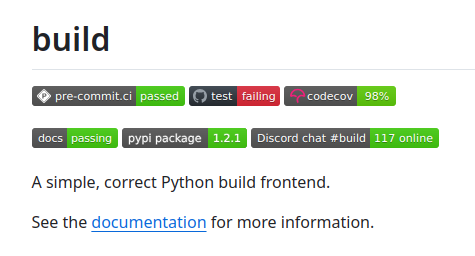 build
pre-commit.ci passed test failing codecov 98%
docs passing pypi package 1.2.1 Discord chat #build 117 online
A simple, correct Python build frontend.
See the documentation for more information.